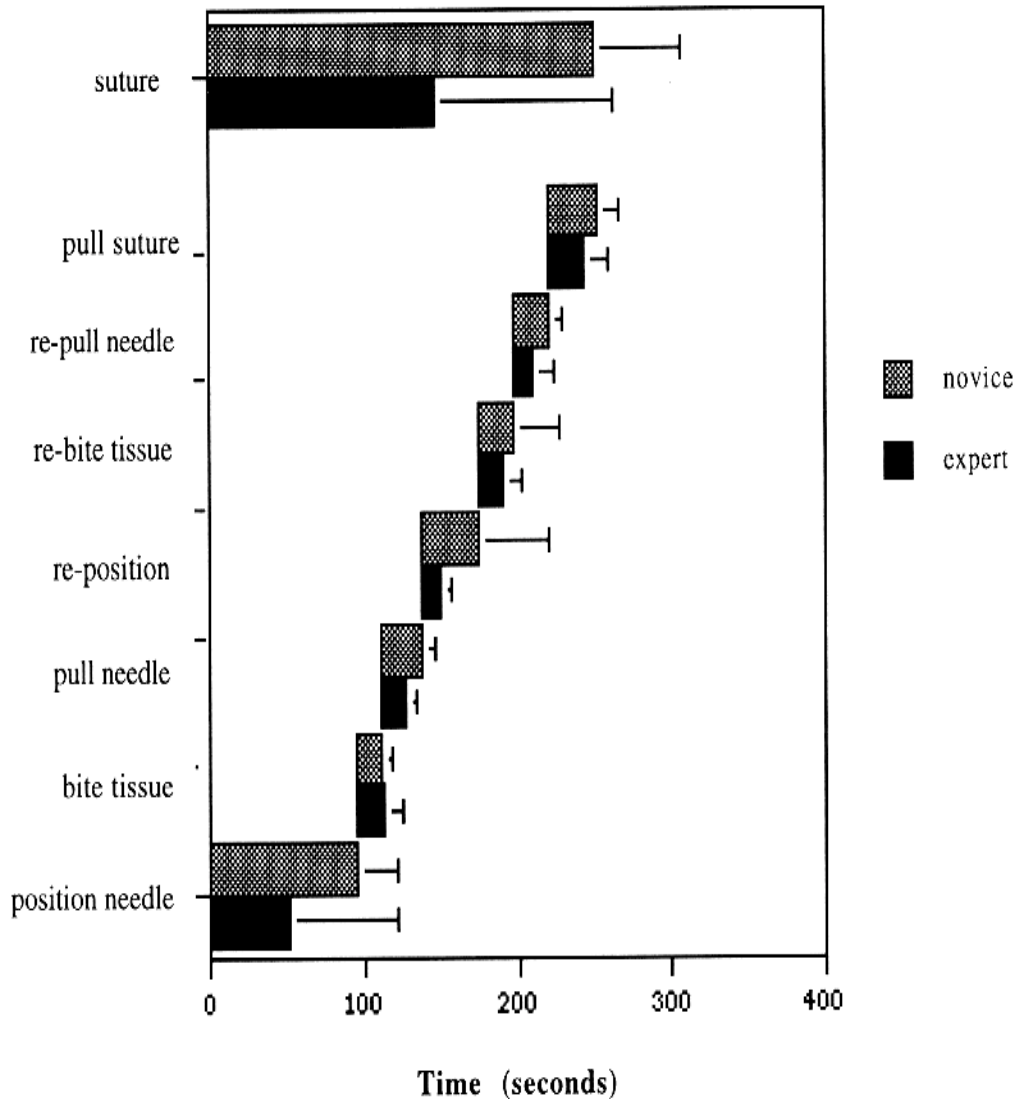 suture
pull suture
re-pull needle
re-bite tissue
re-position
pull needle
bite tissue
position needle
novice
expert
0 100 200 300 400
Time (seconds)